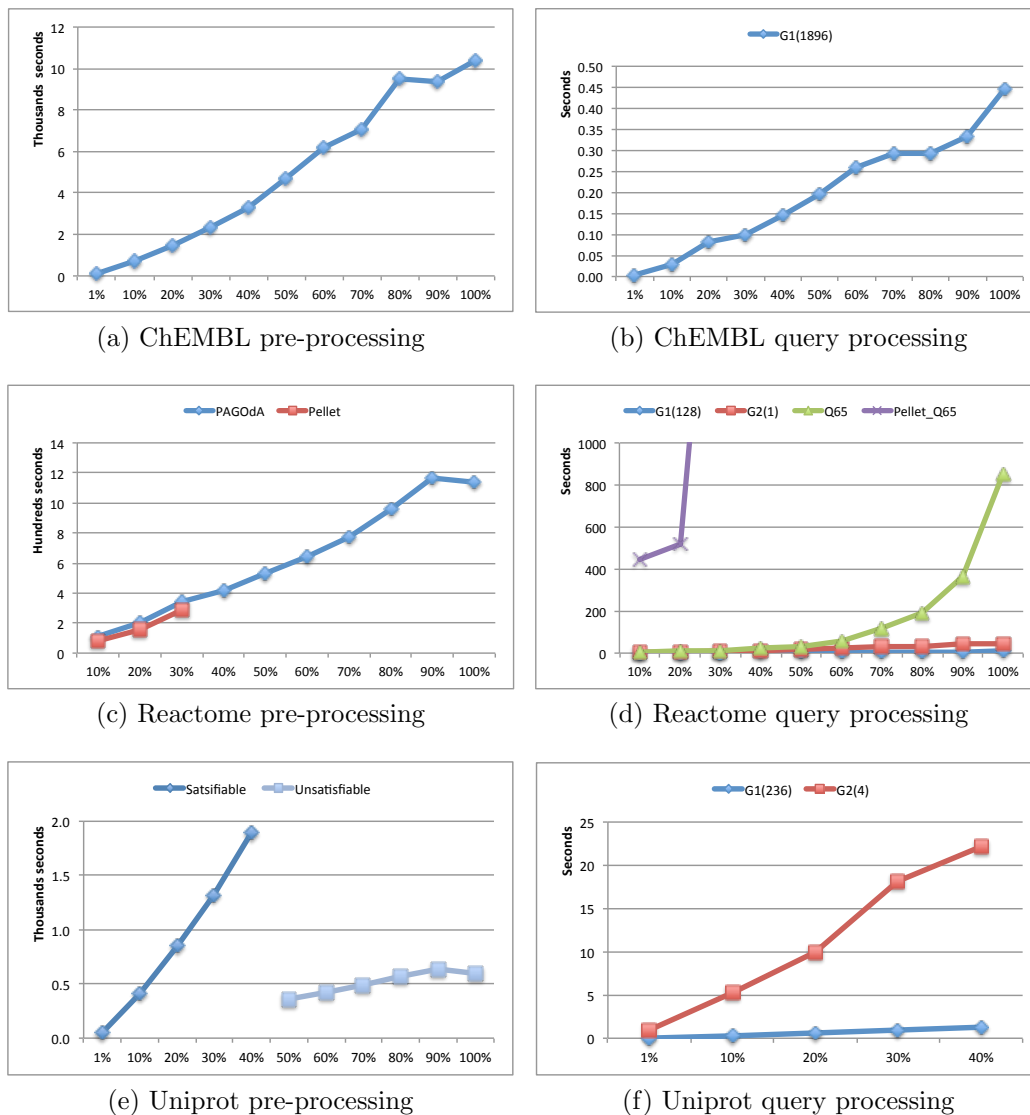 12
10
8
6
4
2
0
Thousands seconds
1% 10% 20% 30% 40% 50% 60% 70% 80% 90% 100%
(a) ChEMBL pre-processing
G1(1896)
0.50
0.45
0.40
0.35
0.30
0.25
0.20
0.15
0.10
0.05
0.00
Seconds
1% 10% 20% 30% 40% 50% 60% 70% 80% 90% 100%
(b) ChEMBL query processing
PAGOdA Pellet
14
12
10
8
6
4
2
0
Hundreds seconds
10% 20% 30% 40% 50% 60% 70% 80% 90% 100%
(c) Reactome pre-processing
G1(128) G2(1) Q65 Pellet_Q65
1000
800
600
400
200
0
Seconds
10% 20% 30% 40% 50% 60% 70% 80% 90% 100%
(d) Reactome query processing
Satsifiable Unsatisfiable
2.0
1.5
1.0
0.5
0.0
Thousands seconds
1% 10% 20% 30% 40% 50% 60% 70% 80% 90% 100%
(e) Uniprot pre-processing
G1(236) G2(4)
25
20
15
10
5
0
Seconds
1% 10% 20% 30% 40%
(f) Uniprot query processing